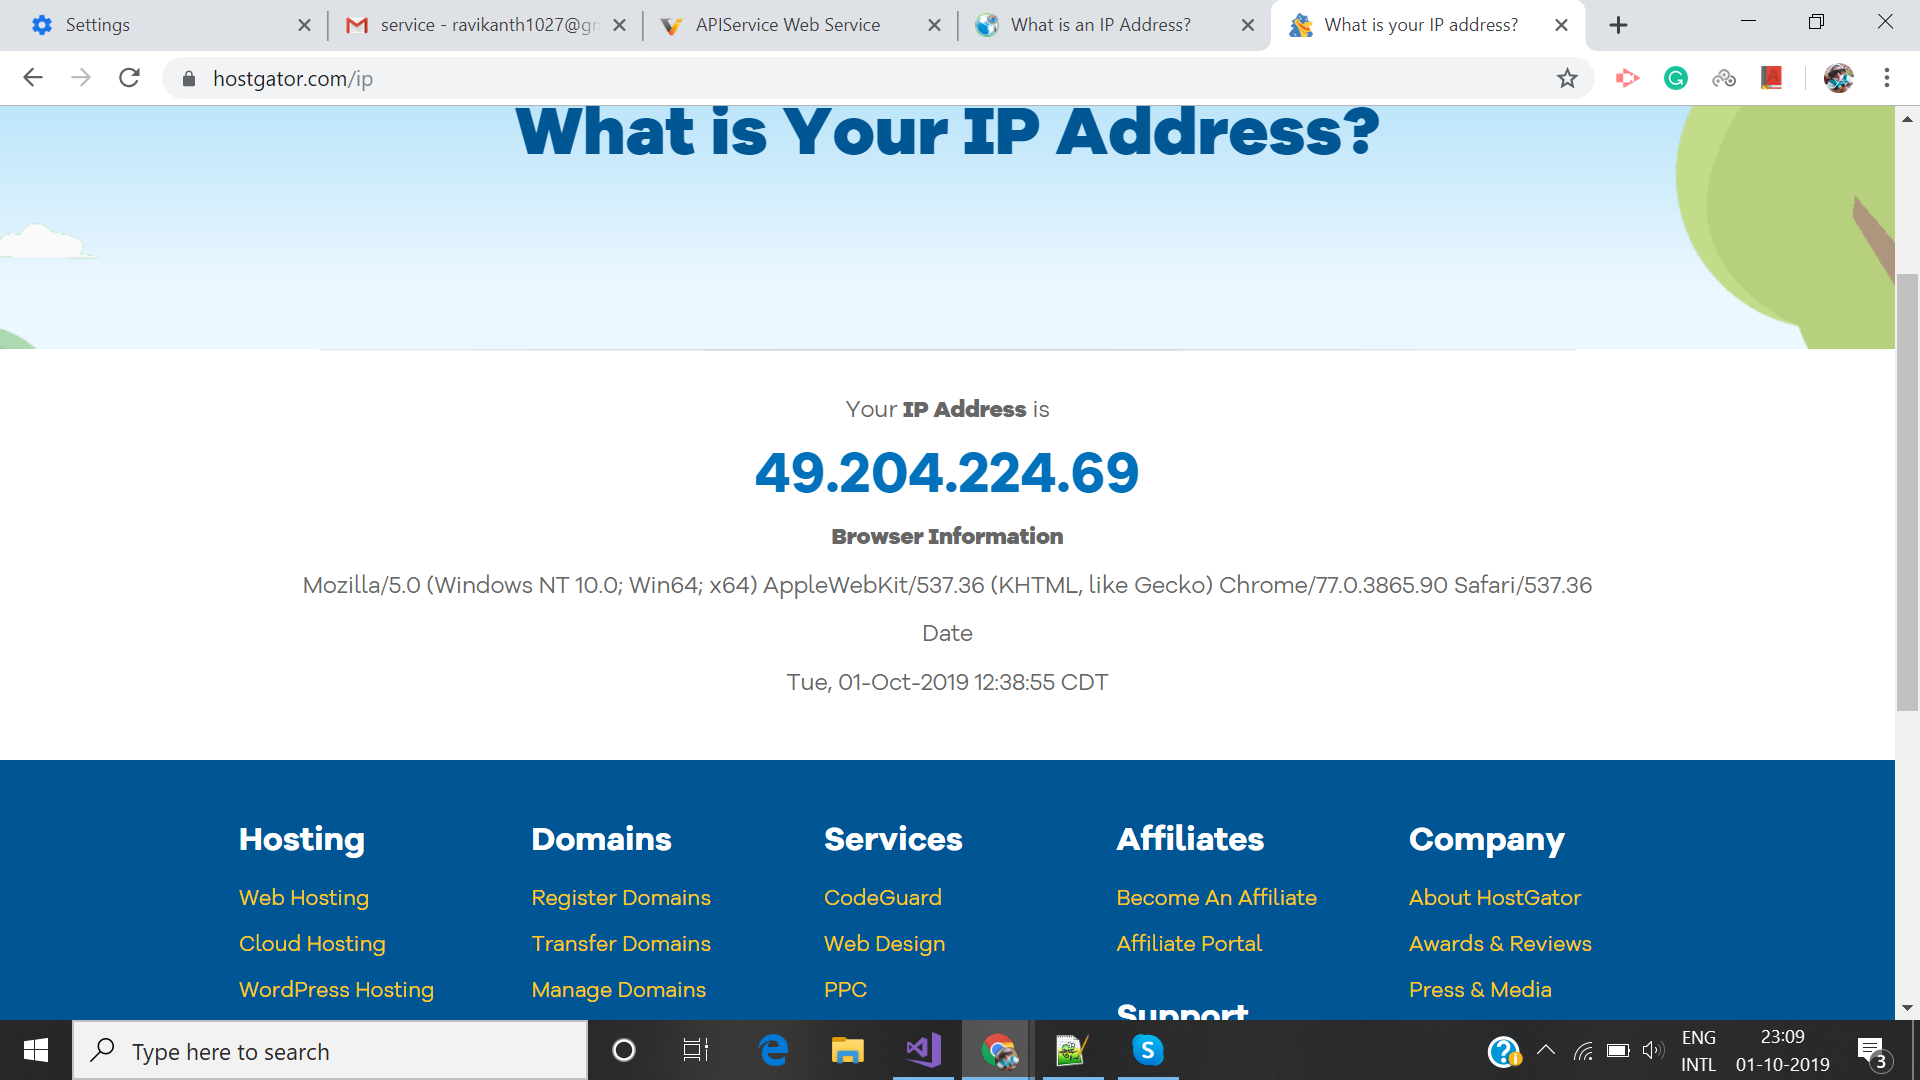 Settings
service - ravikanth1027@gn
APIService Web Service
What is an IP Address?
What is your IP address?
hostgator.com/ip
What is Your IP Address?
Your IP Address is
49.204.224.69
Browser Information
Mozilla/5.0 (Windows NT 10.0; Win64; x64) AppleWebKit/537.36 (KHTML, like Gecko) Chrome/77.0.3865.90 Safari/537.36
Date
Tue, 01-Oct-2019 12:38:55 CDT
Hosting
Web Hosting
Cloud Hosting
WordPress Hosting
Domains
Register Domains
Transfer Domains
Manage Domains
Services
CodeGuard
Web Design
PPC
Affiliates
Become An Affiliate
Affiliate Portal
Support
Company
About HostGator
Awards & Reviews
Press & Media
Type here to search
ENG
INTL
23:09
01-10-2019
3